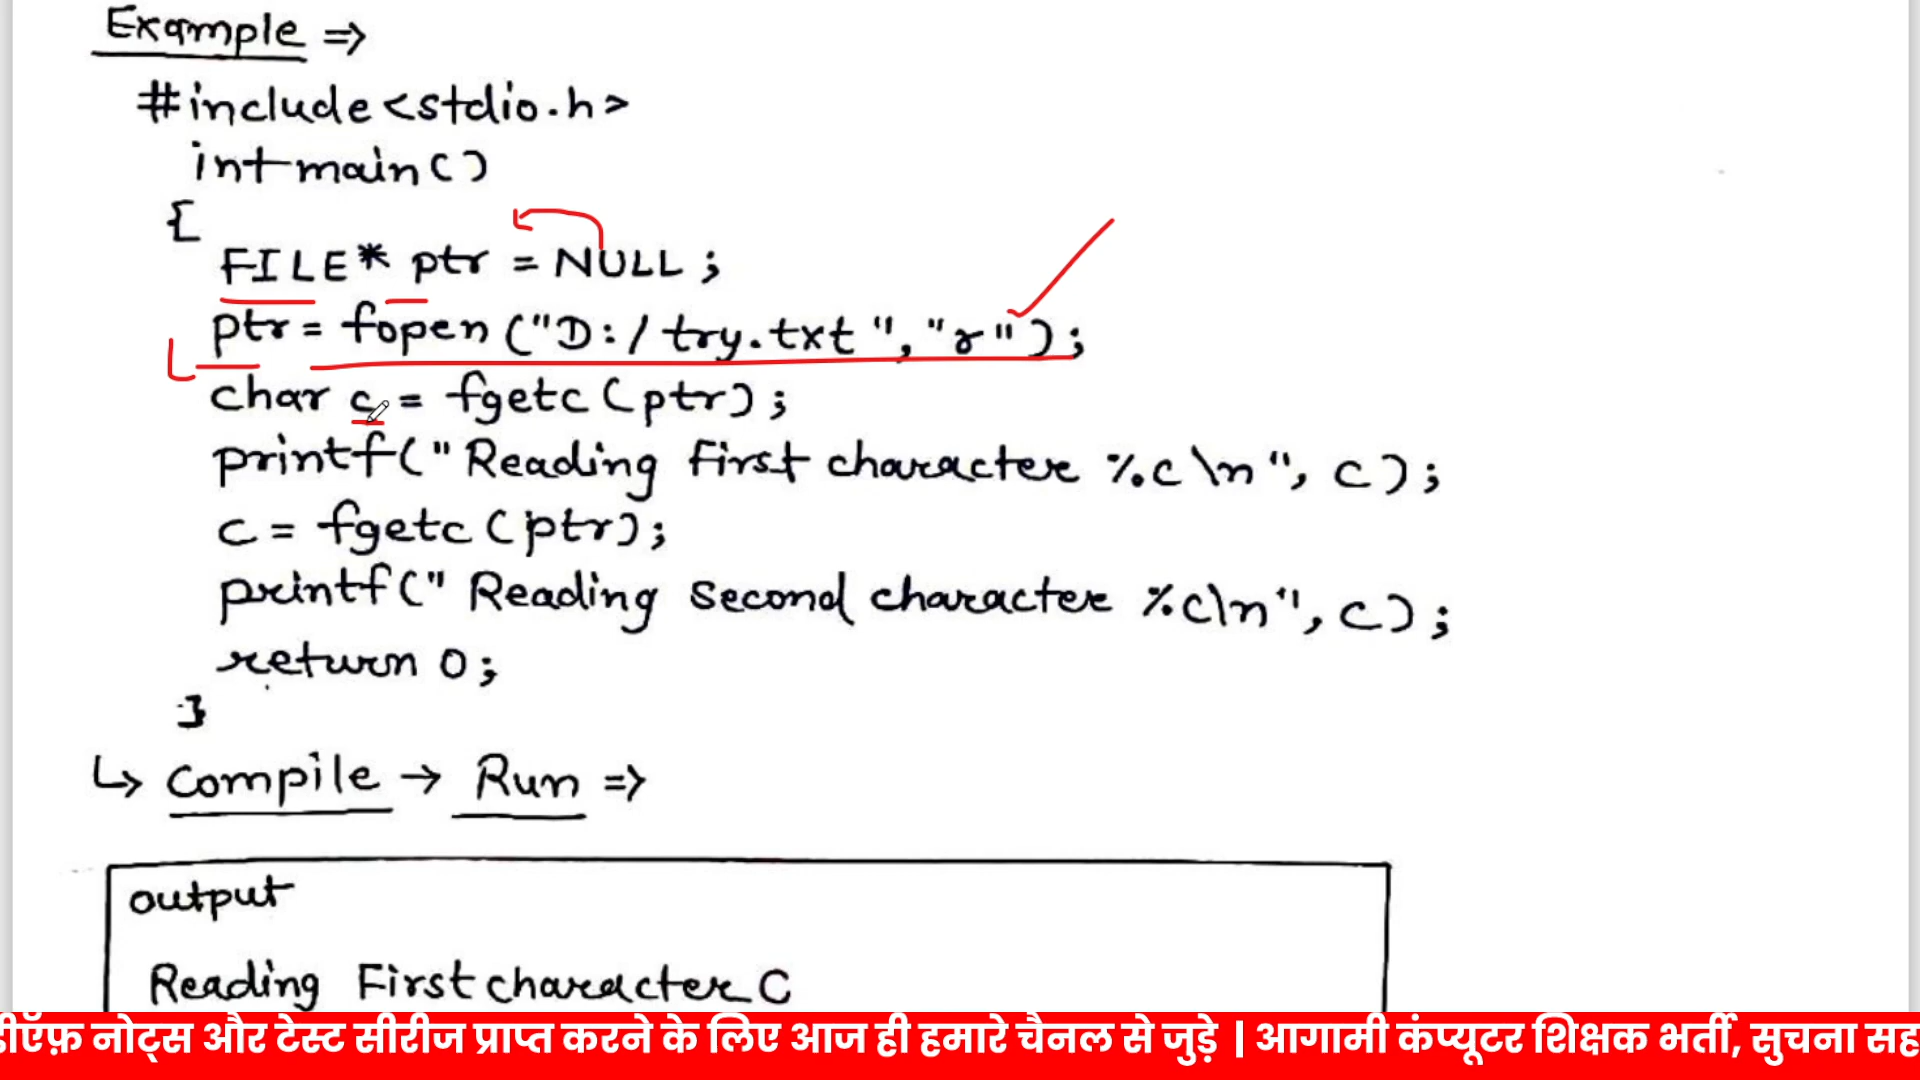 Example ⇒
#include<stdio.h>
int main()
{
FILE* ptr = NULL;
ptr = fopen ("D:/try.txt", "r");
char c = fgetc (ptr);
printf(" Reading First character %c\n", c);
c = fgetc (ptr);
printf(" Reading Second character %c\n", c);
return 0;
}
↳ Compile → Run ⇒
output
Reading First character C
नोट्स और टेस्ट सीरीज प्राप्त करने के लिए आज ही हमारे चैनल से जुड़े | आगामी कंप्यूटर शिक्षक भर्ती, सुचना सह